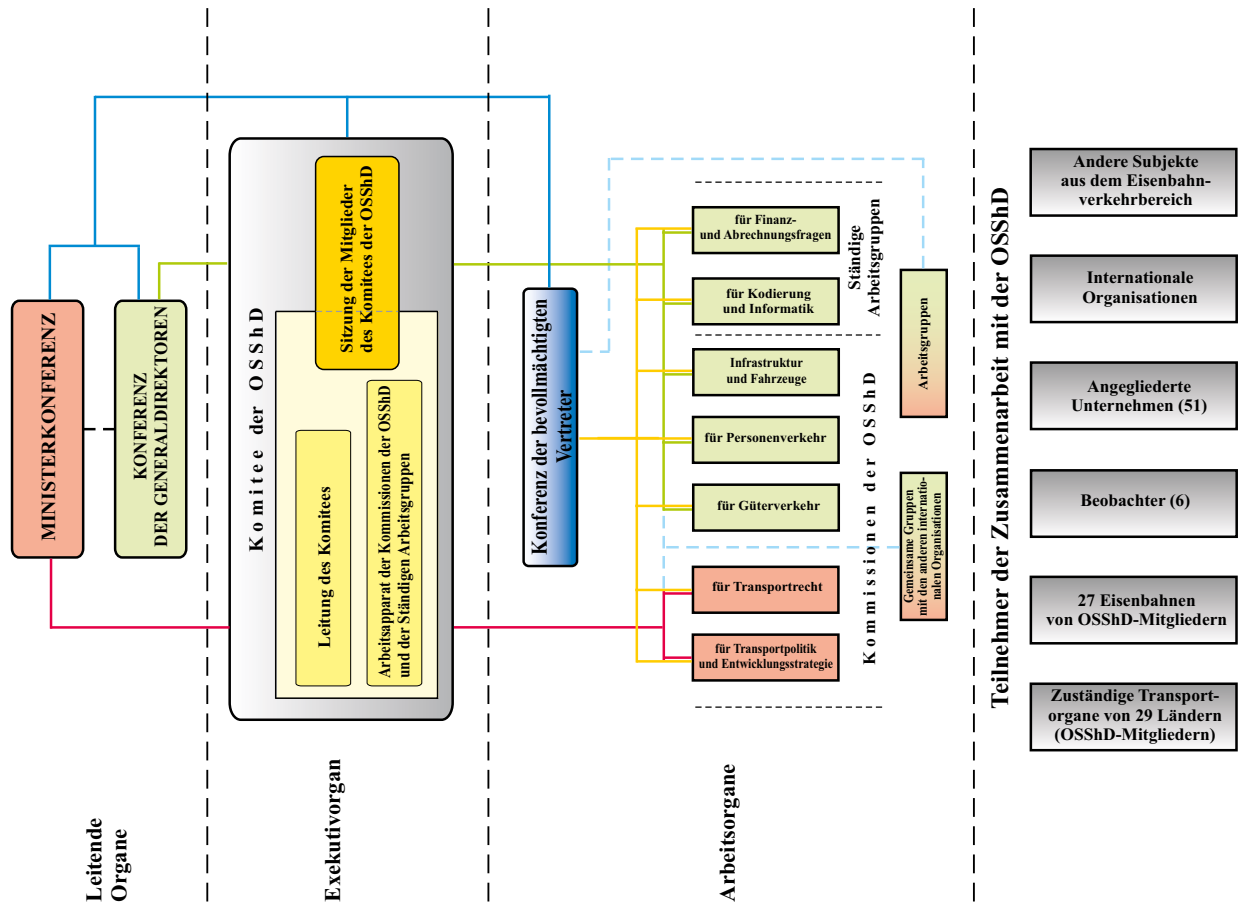 Leitende
Organe
MINISTERKONFERENZ
KONFERENZ
DER GENERALDIREKTOREN
Exekutivorgan
Komitee der OSShD
Leitung des Komitees
Arbeitsapparat der Kommissionen der OSShD
und der Ständigen Arbeitsgruppen
Sitzung der Mitglieder
des Komitees der OSShD
Arbeitsorgane
Konferenz der bevollmächtigten
Vertreter
für Transportpolitik
und Entwicklungsstrategie
für Transportrecht
für Güterverkehr
für Personenverkehr
Infrastruktur
und Fahrzeuge
für Kodierung
und Informatik
für Finanz-
und Abrechnungsfragen
Kommissionen der OSShD
Ständige
Arbeitsgruppen
Gemeinsame Gruppen
mit den anderen internatio-
nalen Organisationen
Arbeitsgruppen
Teilnehmer der Zusammenarbeit mit der OSShD
Zuständige Transport-
organe von 29 Ländern
(OSShD-Mitgliedern)
27 Eisenbahnen
von OSShD-Mitgliedern
Beobachter (6)
Angegliederte
Unternehmen (51)
Internationale
Organisationen
Andere Subjekte
aus dem Eisenbahn-
verkehrbereich